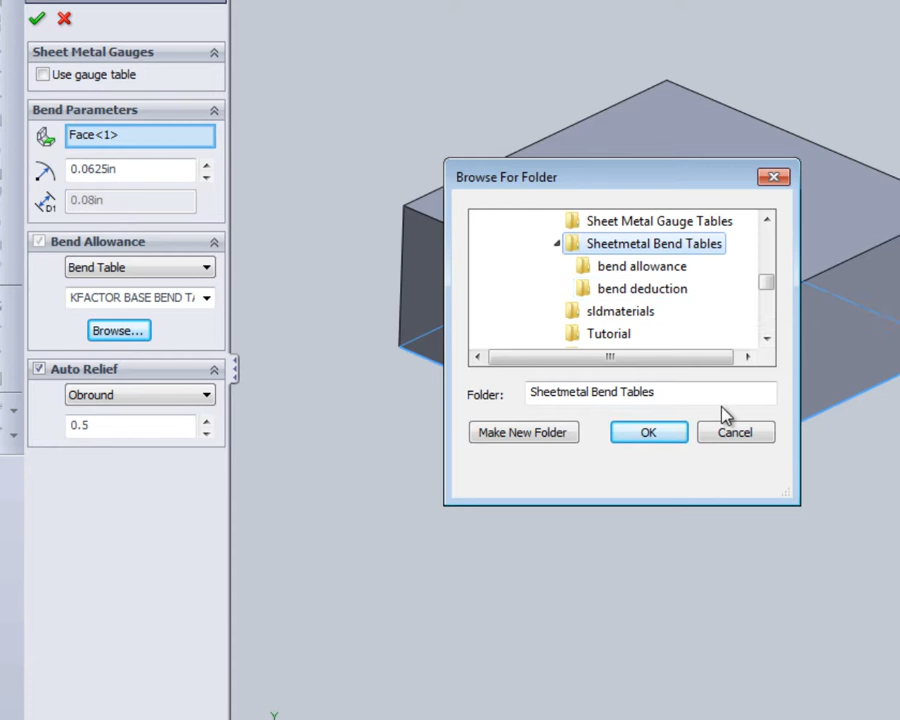 Sheet Metal Gauges
Use gauge table
Bend Parameters
Face<1>
0.0625in
D1
0.08in
Bend Allowance
Bend Table
KFACTOR BASE BEND TA
Browse...
Auto Relief
Obround
0.5
Browse For Folder
Sheet Metal Gauge Tables
Sheetmetal Bend Tables
bend allowance
bend deduction
sldmaterials
Tutorial
Folder: Sheetmetal Bend Tables
Make New Folder OK Cancel
Y